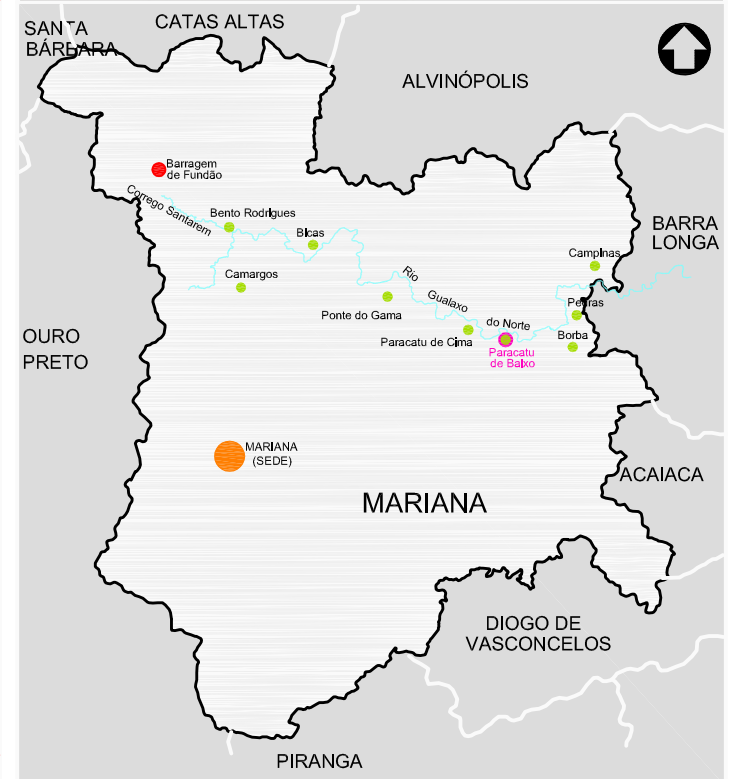 SANTA
BÁRBARA
CATAS ALTAS
ALVINÓPOLIS
Barragem
de Fundão
Corrego Santarem
Bento Rodrigues
Bicas
BARRA
LONGA
Campinas
Camargos
Rio
Gualaxo
do Norte
Ponte do Gama
Pedras
Paracatu de Cima
Borba
Paracatu
de Baixo
OURO
PRETO
MARIANA
(SEDE)
ACAIACA
MARIANA
DIOGO DE
VASCONCELOS
PIRANGA